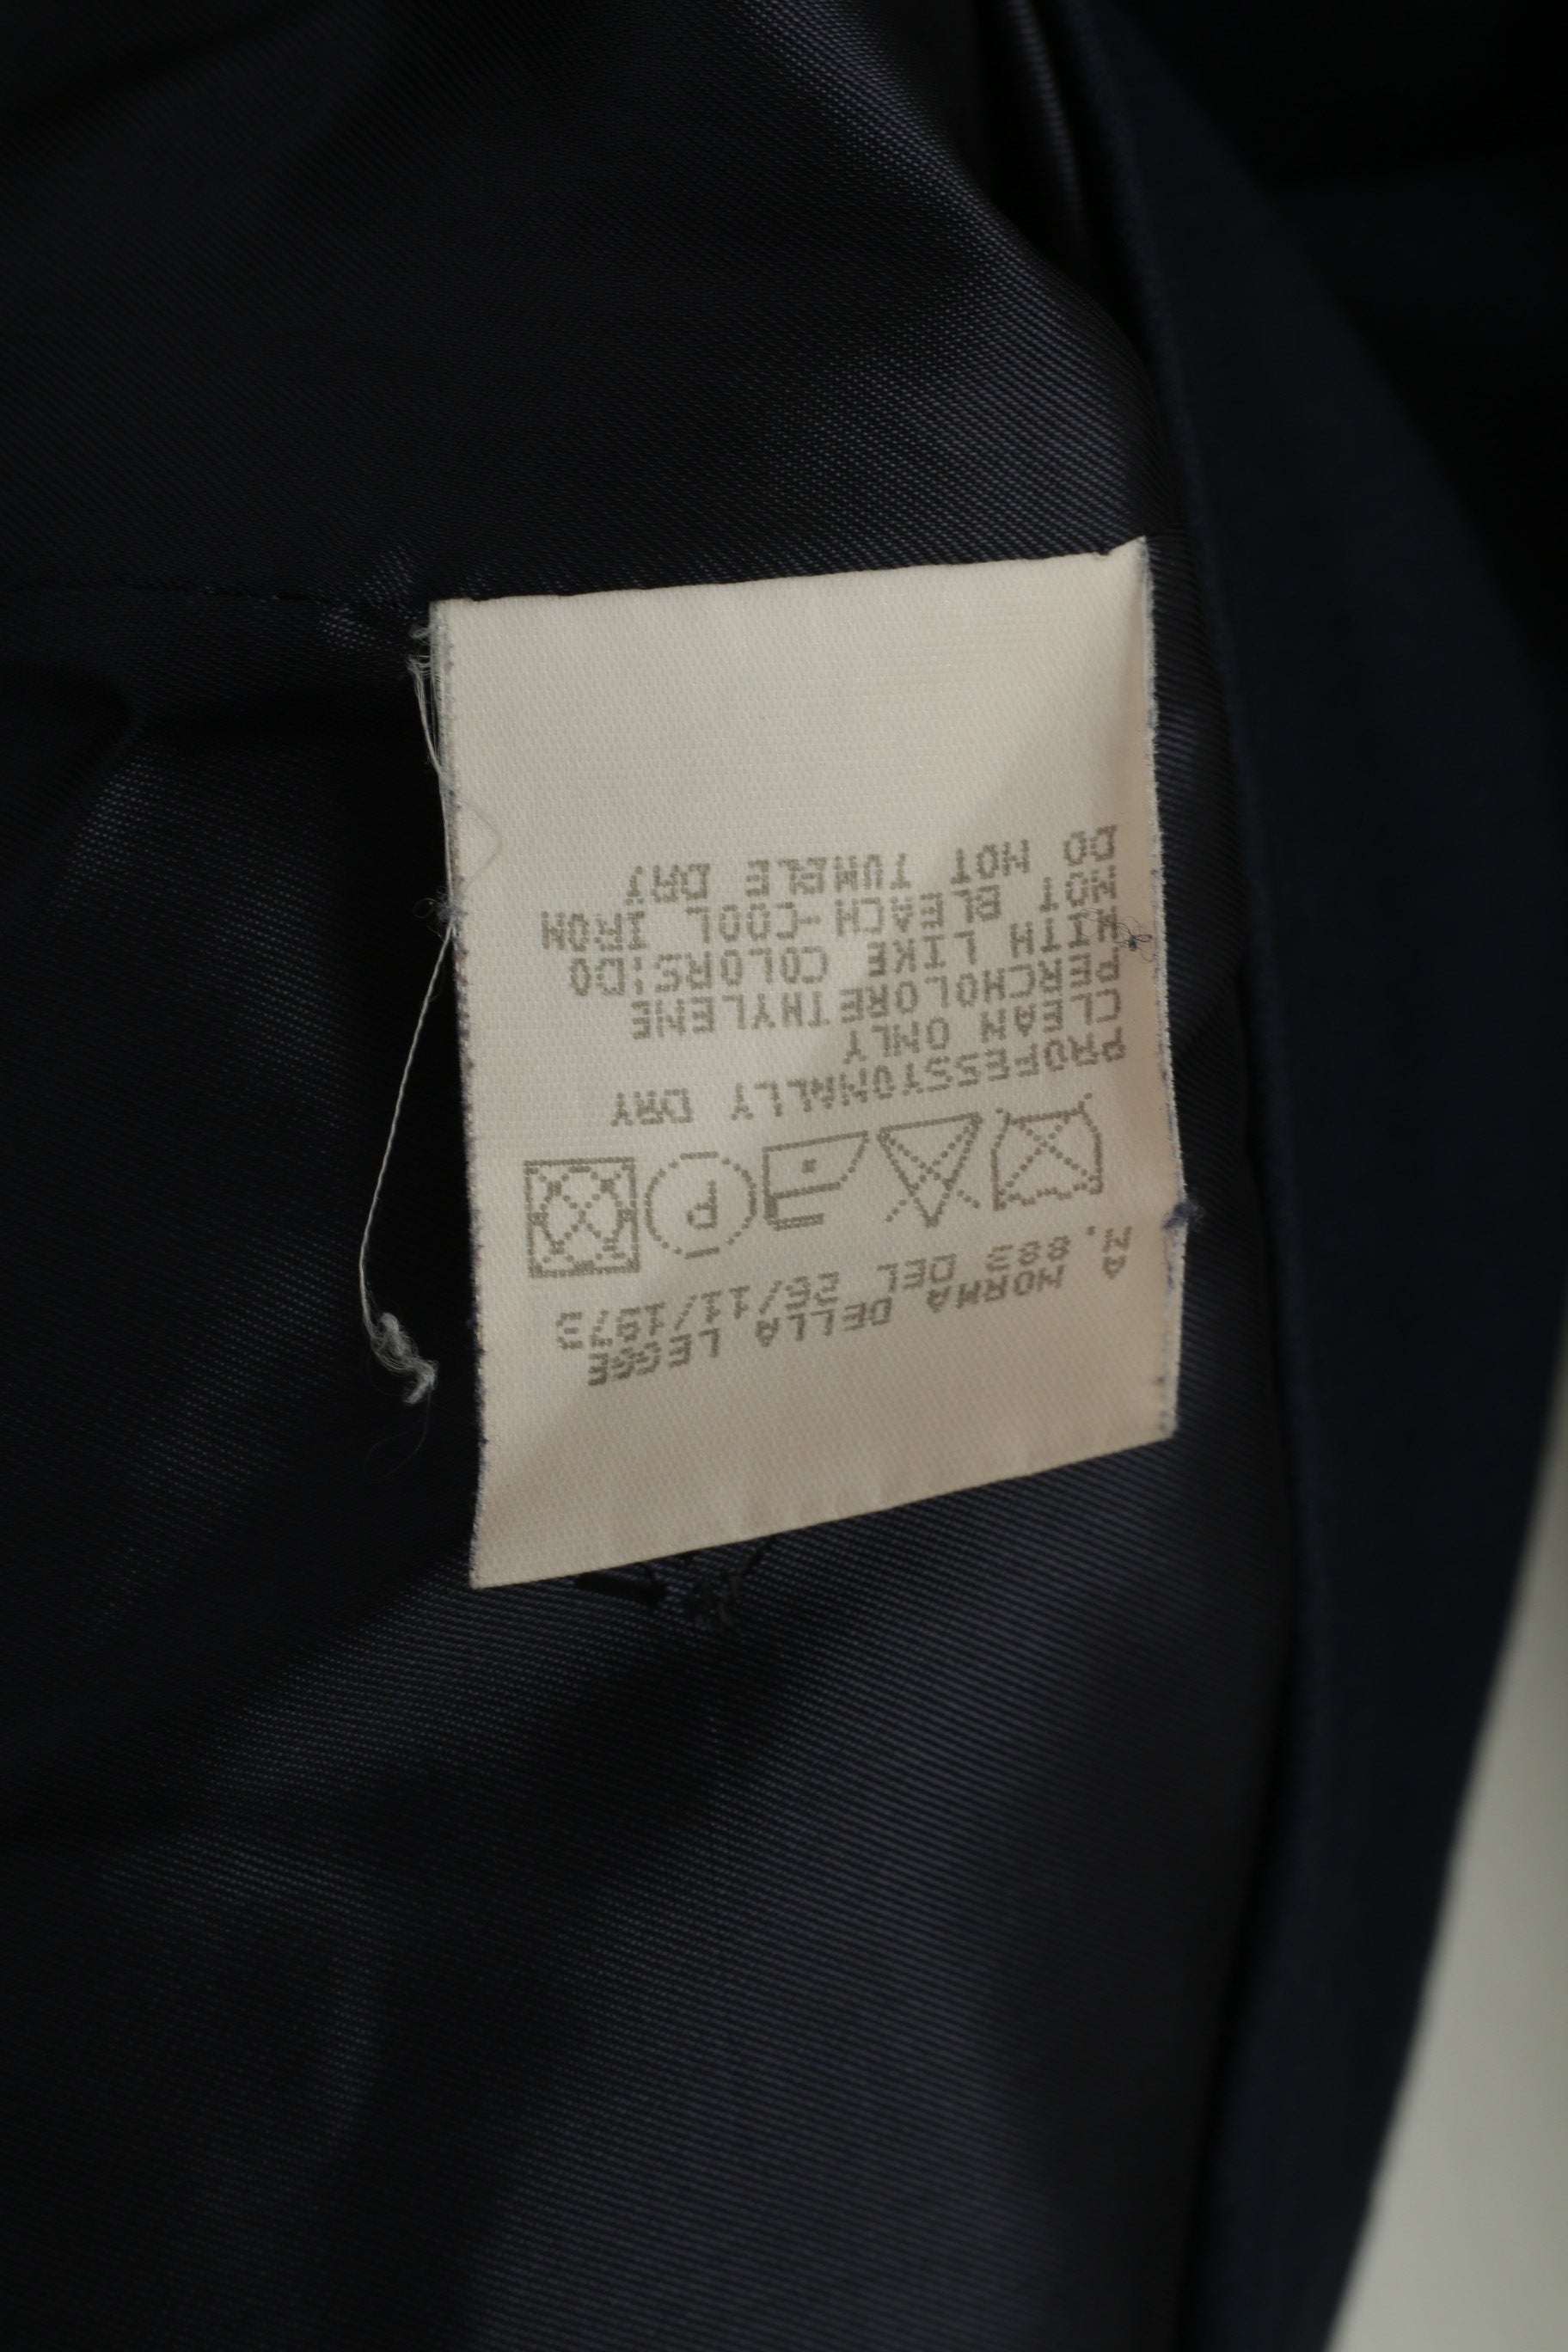 A NORMA DELLA LEGGE
N. 883 DEL 26/11/1973
P
PROFESSIONALLY DRY
CLEAN ONLY
PERCHOLORETHYLENE
WITH LIKE COLORS:DO
NOT BLEACH-COOL IRON
DO NOT TUMBLE DRY